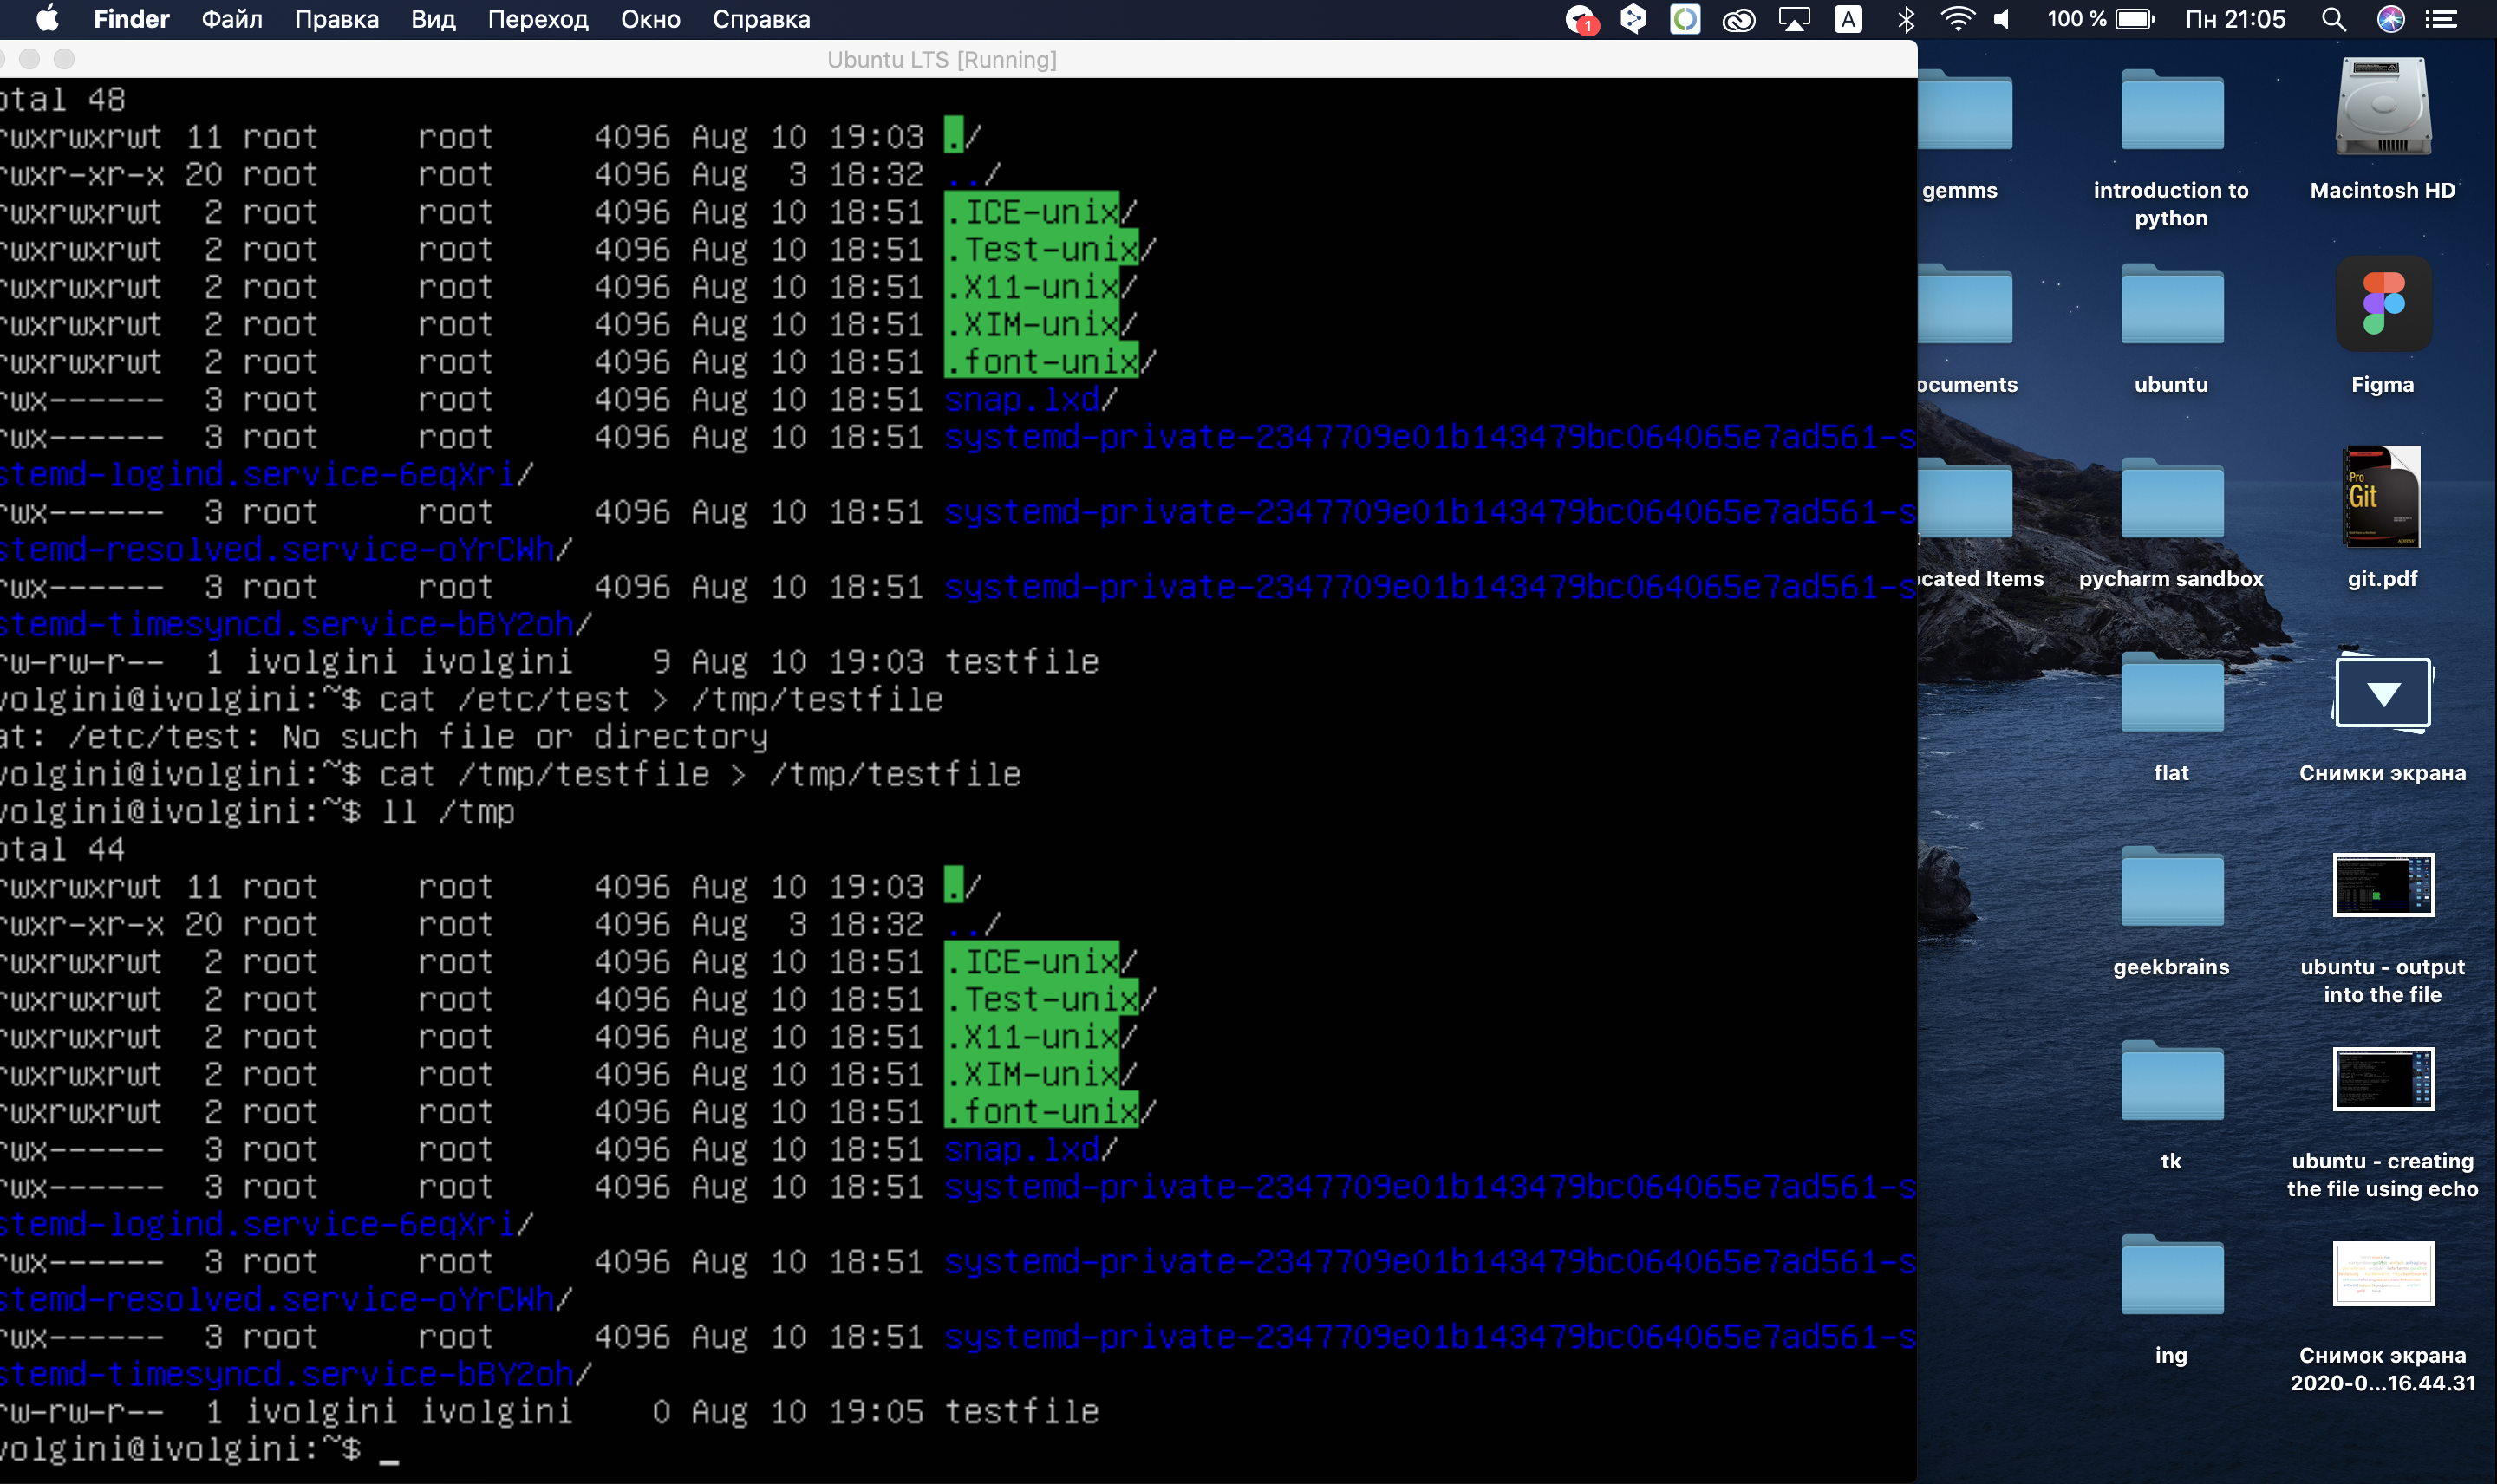 Finder Файл Правка Вид Переход Окно Справка 1 A 100 % Пн 21:05
Ubuntu LTS [Running]
otal 48
rwxrwxrwt 11 root root 4096 Aug 10 19:03 ./
rwxr-xr-x 20 root root 4096 Aug 3 18:32 ../
rwxrwxrwt 2 root root 4096 Aug 10 18:51 .ICE-unix/
rwxrwxrwt 2 root root 4096 Aug 10 18:51 .Test-unix/
rwxrwxrwt 2 root root 4096 Aug 10 18:51 .X11-unix/
rwxrwxrwt 2 root root 4096 Aug 10 18:51 .XIM-unix/
rwxrwxrwt 2 root root 4096 Aug 10 18:51 .font-unix/
rwx------ 3 root root 4096 Aug 10 18:51 snap.lxd/
rwx------ 3 root root 4096 Aug 10 18:51 systemd-private-2347709e01b143479bc064065e7ad561-s
stemd-logind.service-6eqXri/
rwx------ 3 root root 4096 Aug 10 18:51 systemd-private-2347709e01b143479bc064065e7ad561-s
stemd-resolved.service-oYrCWh/
rwx------ 3 root root 4096 Aug 10 18:51 systemd-private-2347709e01b143479bc064065e7ad561-s
stemd-timesyncd.service-bBY2oh/
rw-rw-r-- 1 ivolgini ivolgini 9 Aug 10 19:03 testfile
volgini@ivolgini:~$ cat /etc/test > /tmp/testfile
at: /etc/test: No such file or directory
volgini@ivolgini:~$ cat /tmp/testfile > /tmp/testfile
volgini@ivolgini:~$ ll /tmp
otal 44
rwxrwxrwt 11 root root 4096 Aug 10 19:03 ./
rwxr-xr-x 20 root root 4096 Aug 3 18:32 ../
rwxrwxrwt 2 root root 4096 Aug 10 18:51 .ICE-unix/
rwxrwxrwt 2 root root 4096 Aug 10 18:51 .Test-unix/
rwxrwxrwt 2 root root 4096 Aug 10 18:51 .X11-unix/
rwxrwxrwt 2 root root 4096 Aug 10 18:51 .XIM-unix/
rwxrwxrwt 2 root root 4096 Aug 10 18:51 .font-unix/
rwx------ 3 root root 4096 Aug 10 18:51 snap.lxd/
rwx------ 3 root root 4096 Aug 10 18:51 systemd-private-2347709e01b143479bc064065e7ad561-s
stemd-logind.service-6eqXri/
rwx------ 3 root root 4096 Aug 10 18:51 systemd-private-2347709e01b143479bc064065e7ad561-s
stemd-resolved.service-oYrCWh/
rwx------ 3 root root 4096 Aug 10 18:51 systemd-private-2347709e01b143479bc064065e7ad561-s
stemd-timesyncd.service-bBY2oh/
rw-rw-r-- 1 ivolgini ivolgini 0 Aug 10 19:05 testfile
volgini@ivolgini:~$ _
gemms
ocuments
ocated Items
introduction to
python
ubuntu
pycharm sandbox
flat
geekbrains
tk
ing
Macintosh HD
Figma
Pro
Git
git.pdf
Снимки экрана
ubuntu - output
into the file
ubuntu - creating
the file using echo
Снимок экрана
2020-0...16.44.31